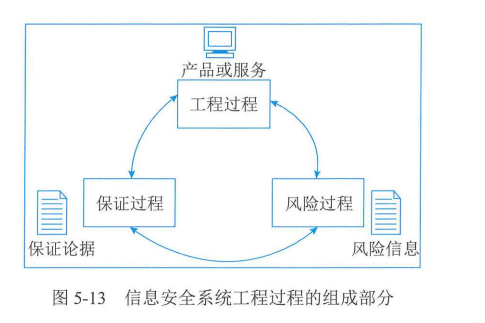 产品或服务
工程过程
保证过程
风险过程
保证论据
风险信息
图 5-13 信息安全系统工程过程的组成部分